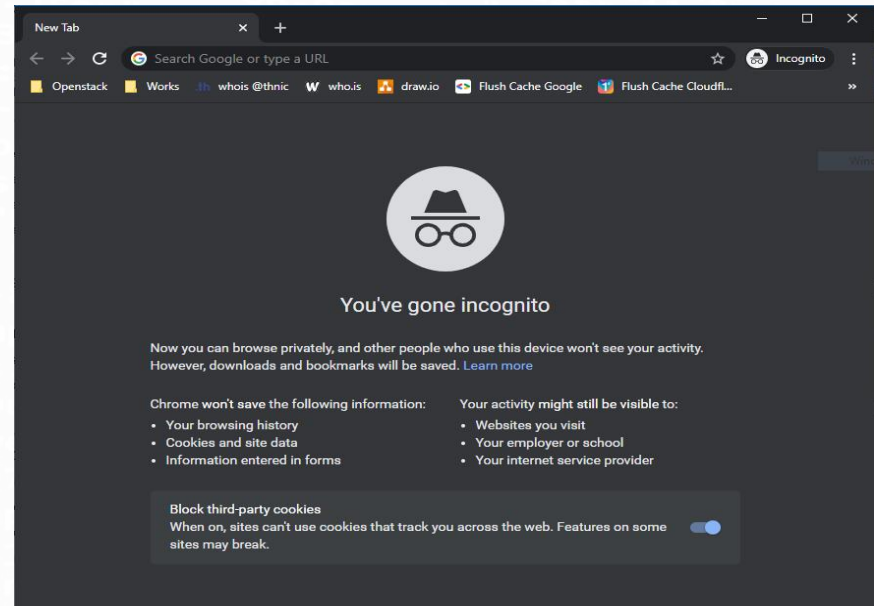 New Tab
Search Google or type a URL
Incognito
Openstack Works .th whois @thnic W who.is draw.io <> Flush Cache Google 1 Flush Cache Cloudfl... »
You've gone incognito
Now you can browse privately, and other people who use this device won't see your activity.
However, downloads and bookmarks will be saved. Learn more
Chrome won't save the following information:
• Your browsing history
• Cookies and site data
• Information entered in forms
Your activity might still be visible to:
• Websites you visit
• Your employer or school
• Your internet service provider
Block third-party cookies
When on, sites can't use cookies that track you across the web. Features on some
sites may break.